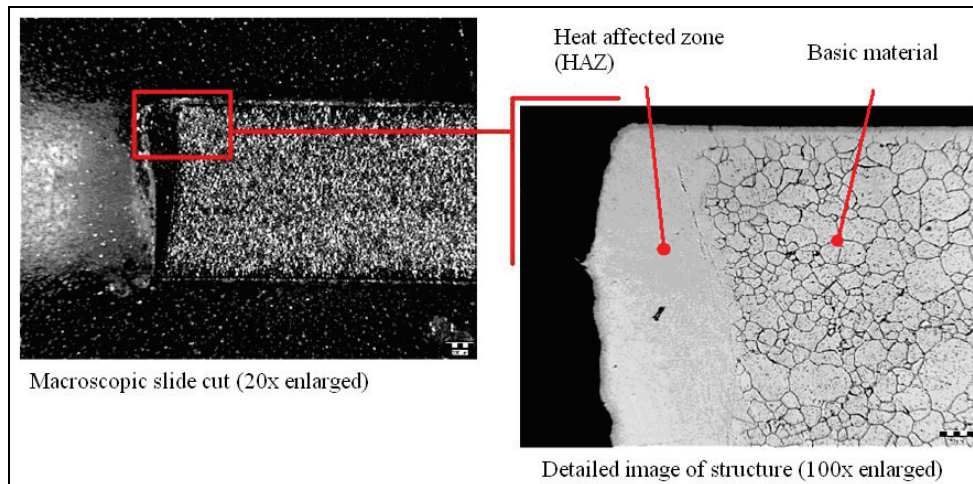 Heat affected zone
(HAZ)
Basic material
Macroscopic slide cut (20x enlarged)
Detailed image of structure (100x enlarged)